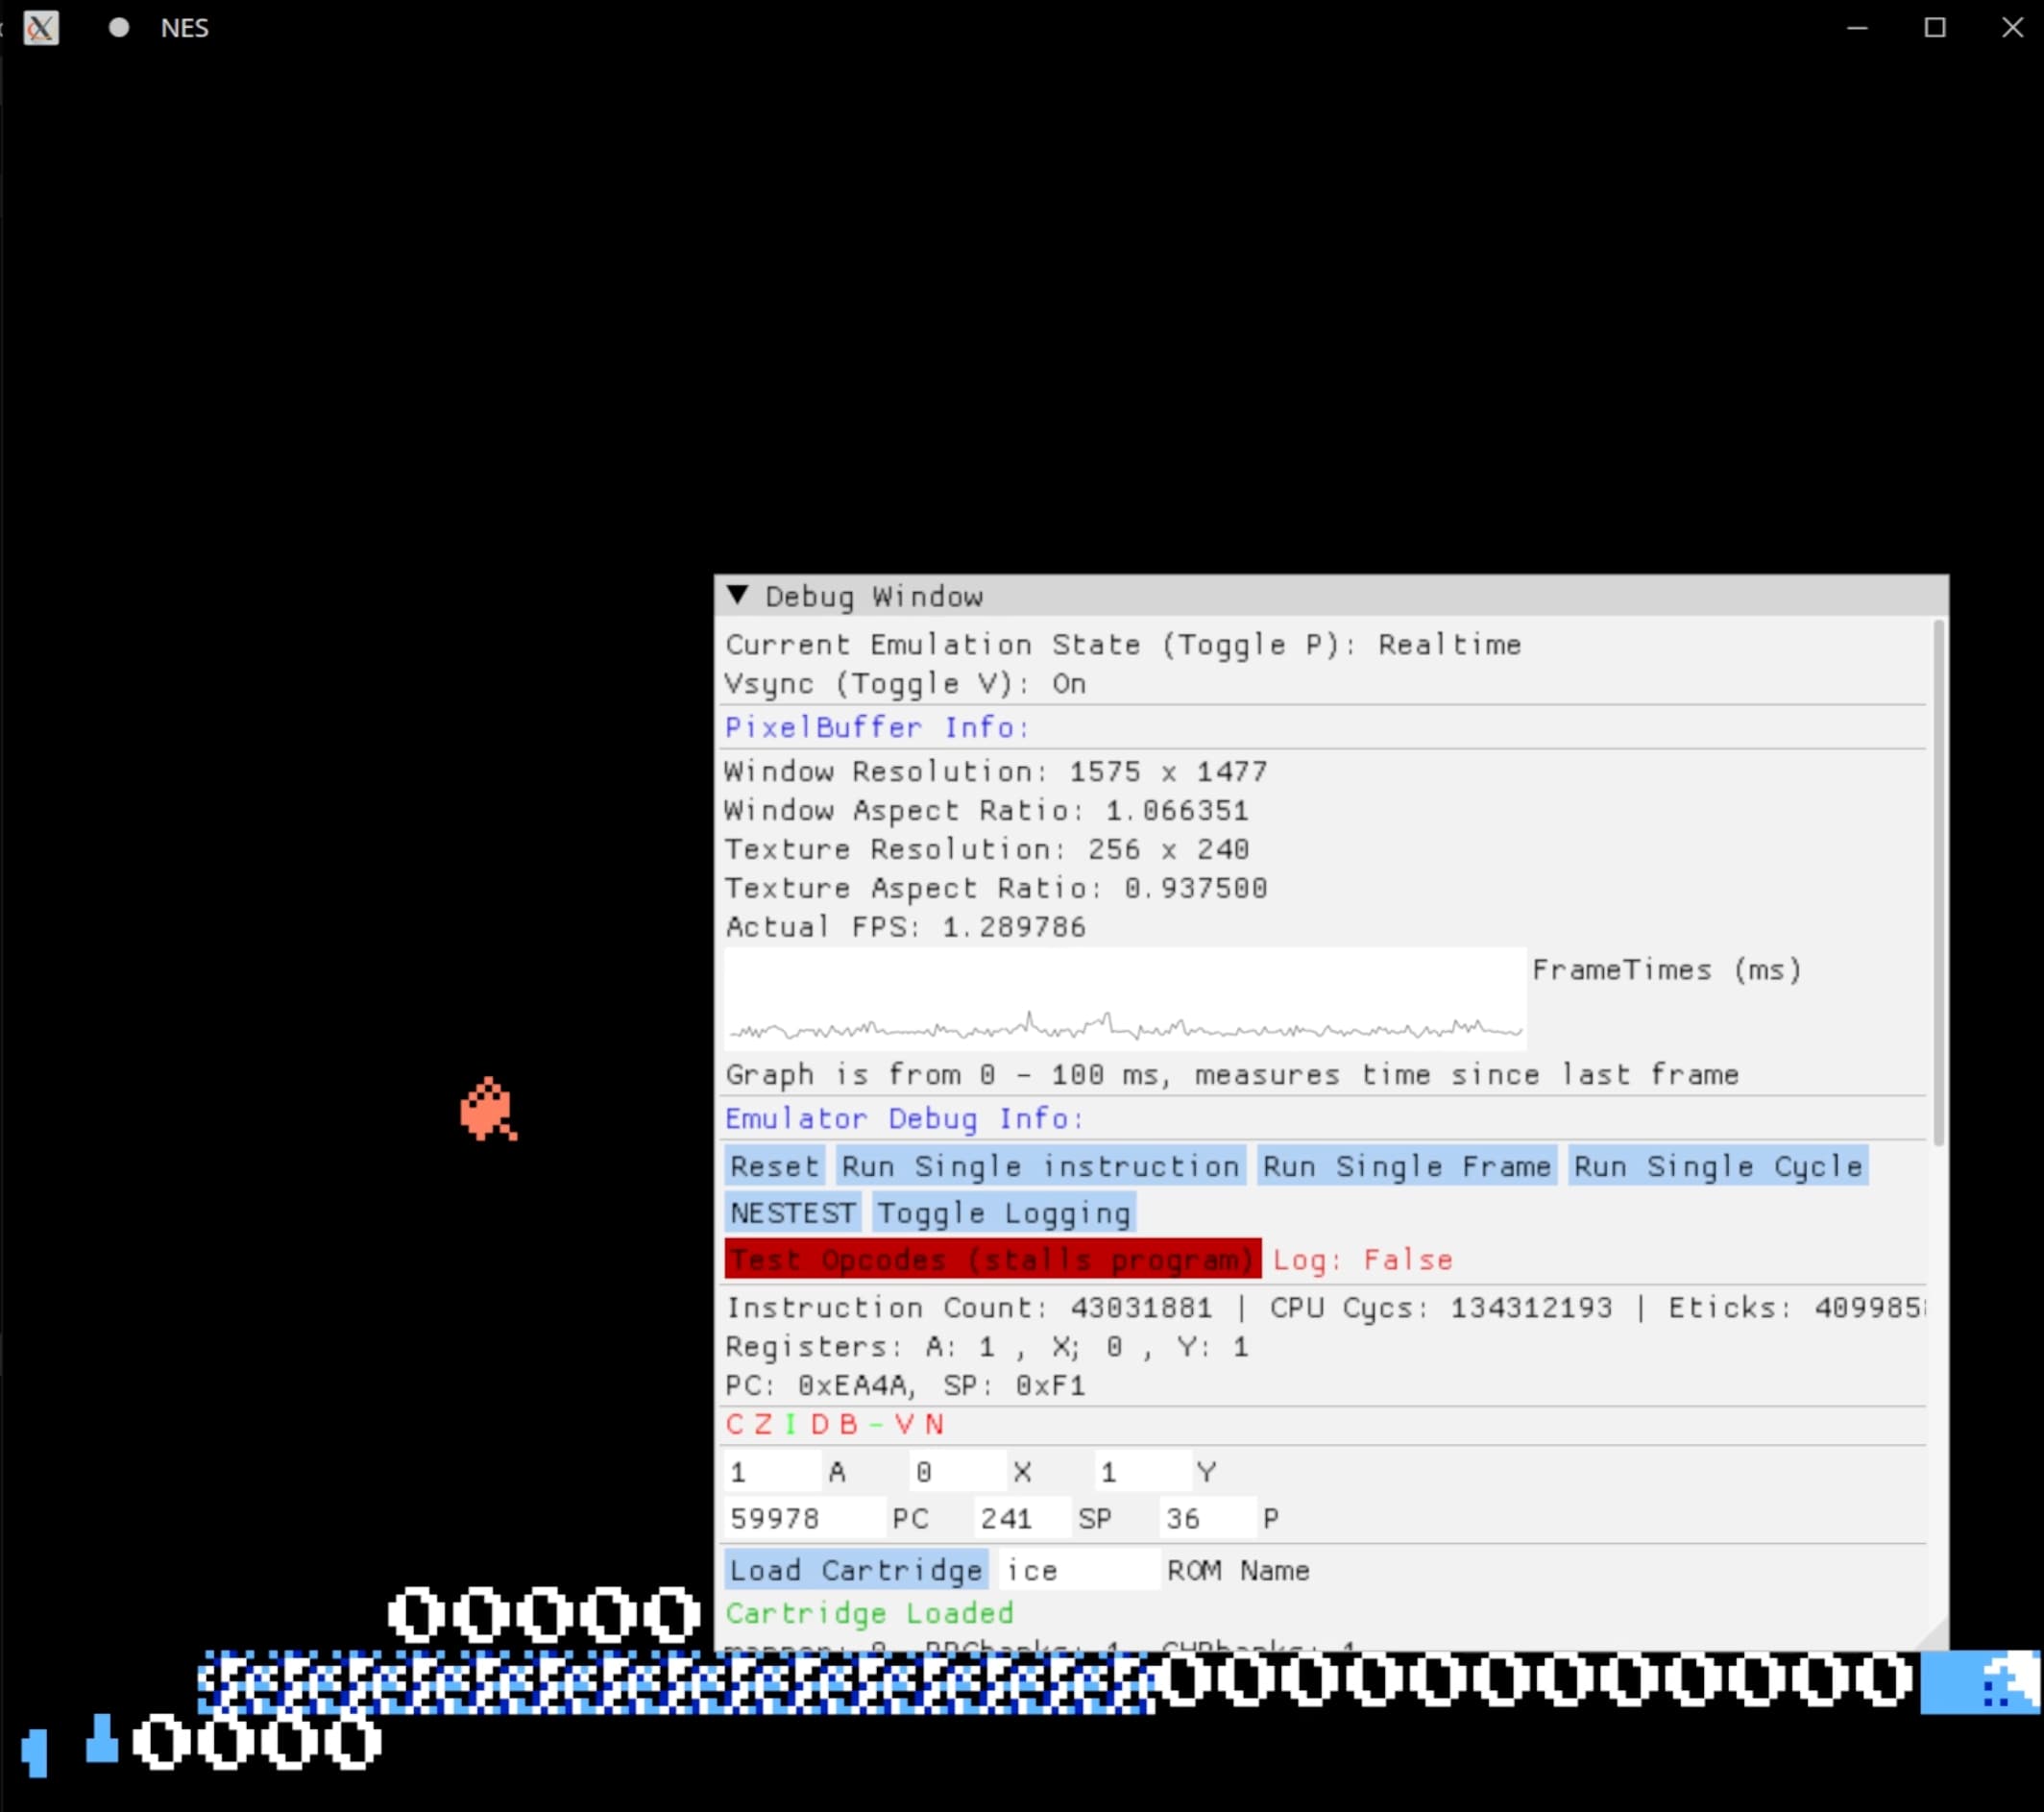 NES
Debug Window
Current Emulation State (Toggle P): Realtime
Vsync (Toggle V): On
PixelBuffer Info:
Window Resolution: 1575 x 1477
Window Aspect Ratio: 1.066351
Texture Resolution: 256 x 240
Texture Aspect Ratio: 0.937500
Actual FPS: 1.289786
FrameTimes (ms)
Graph is from 0 - 100 ms, measures time since last frame
Emulator Debug Info:
Reset Run Single instruction Run Single Frame Run Single Cycle
NESTEST Toggle Logging
Test Opcodes (stalls program) Log: False
Instruction Count: 43031881 | CPU Cycs: 134312193 | Eticks: 409985
Registers: A: 1 , X; 0 , Y: 1
PC: 0xEA4A, SP: 0xF1
C Z I D B - V N
1 A 0 X 1 Y
59978 PC 241 SP 36 P
Load Cartridge ice ROM Name
Cartridge Loaded
00000
00000000000
0000